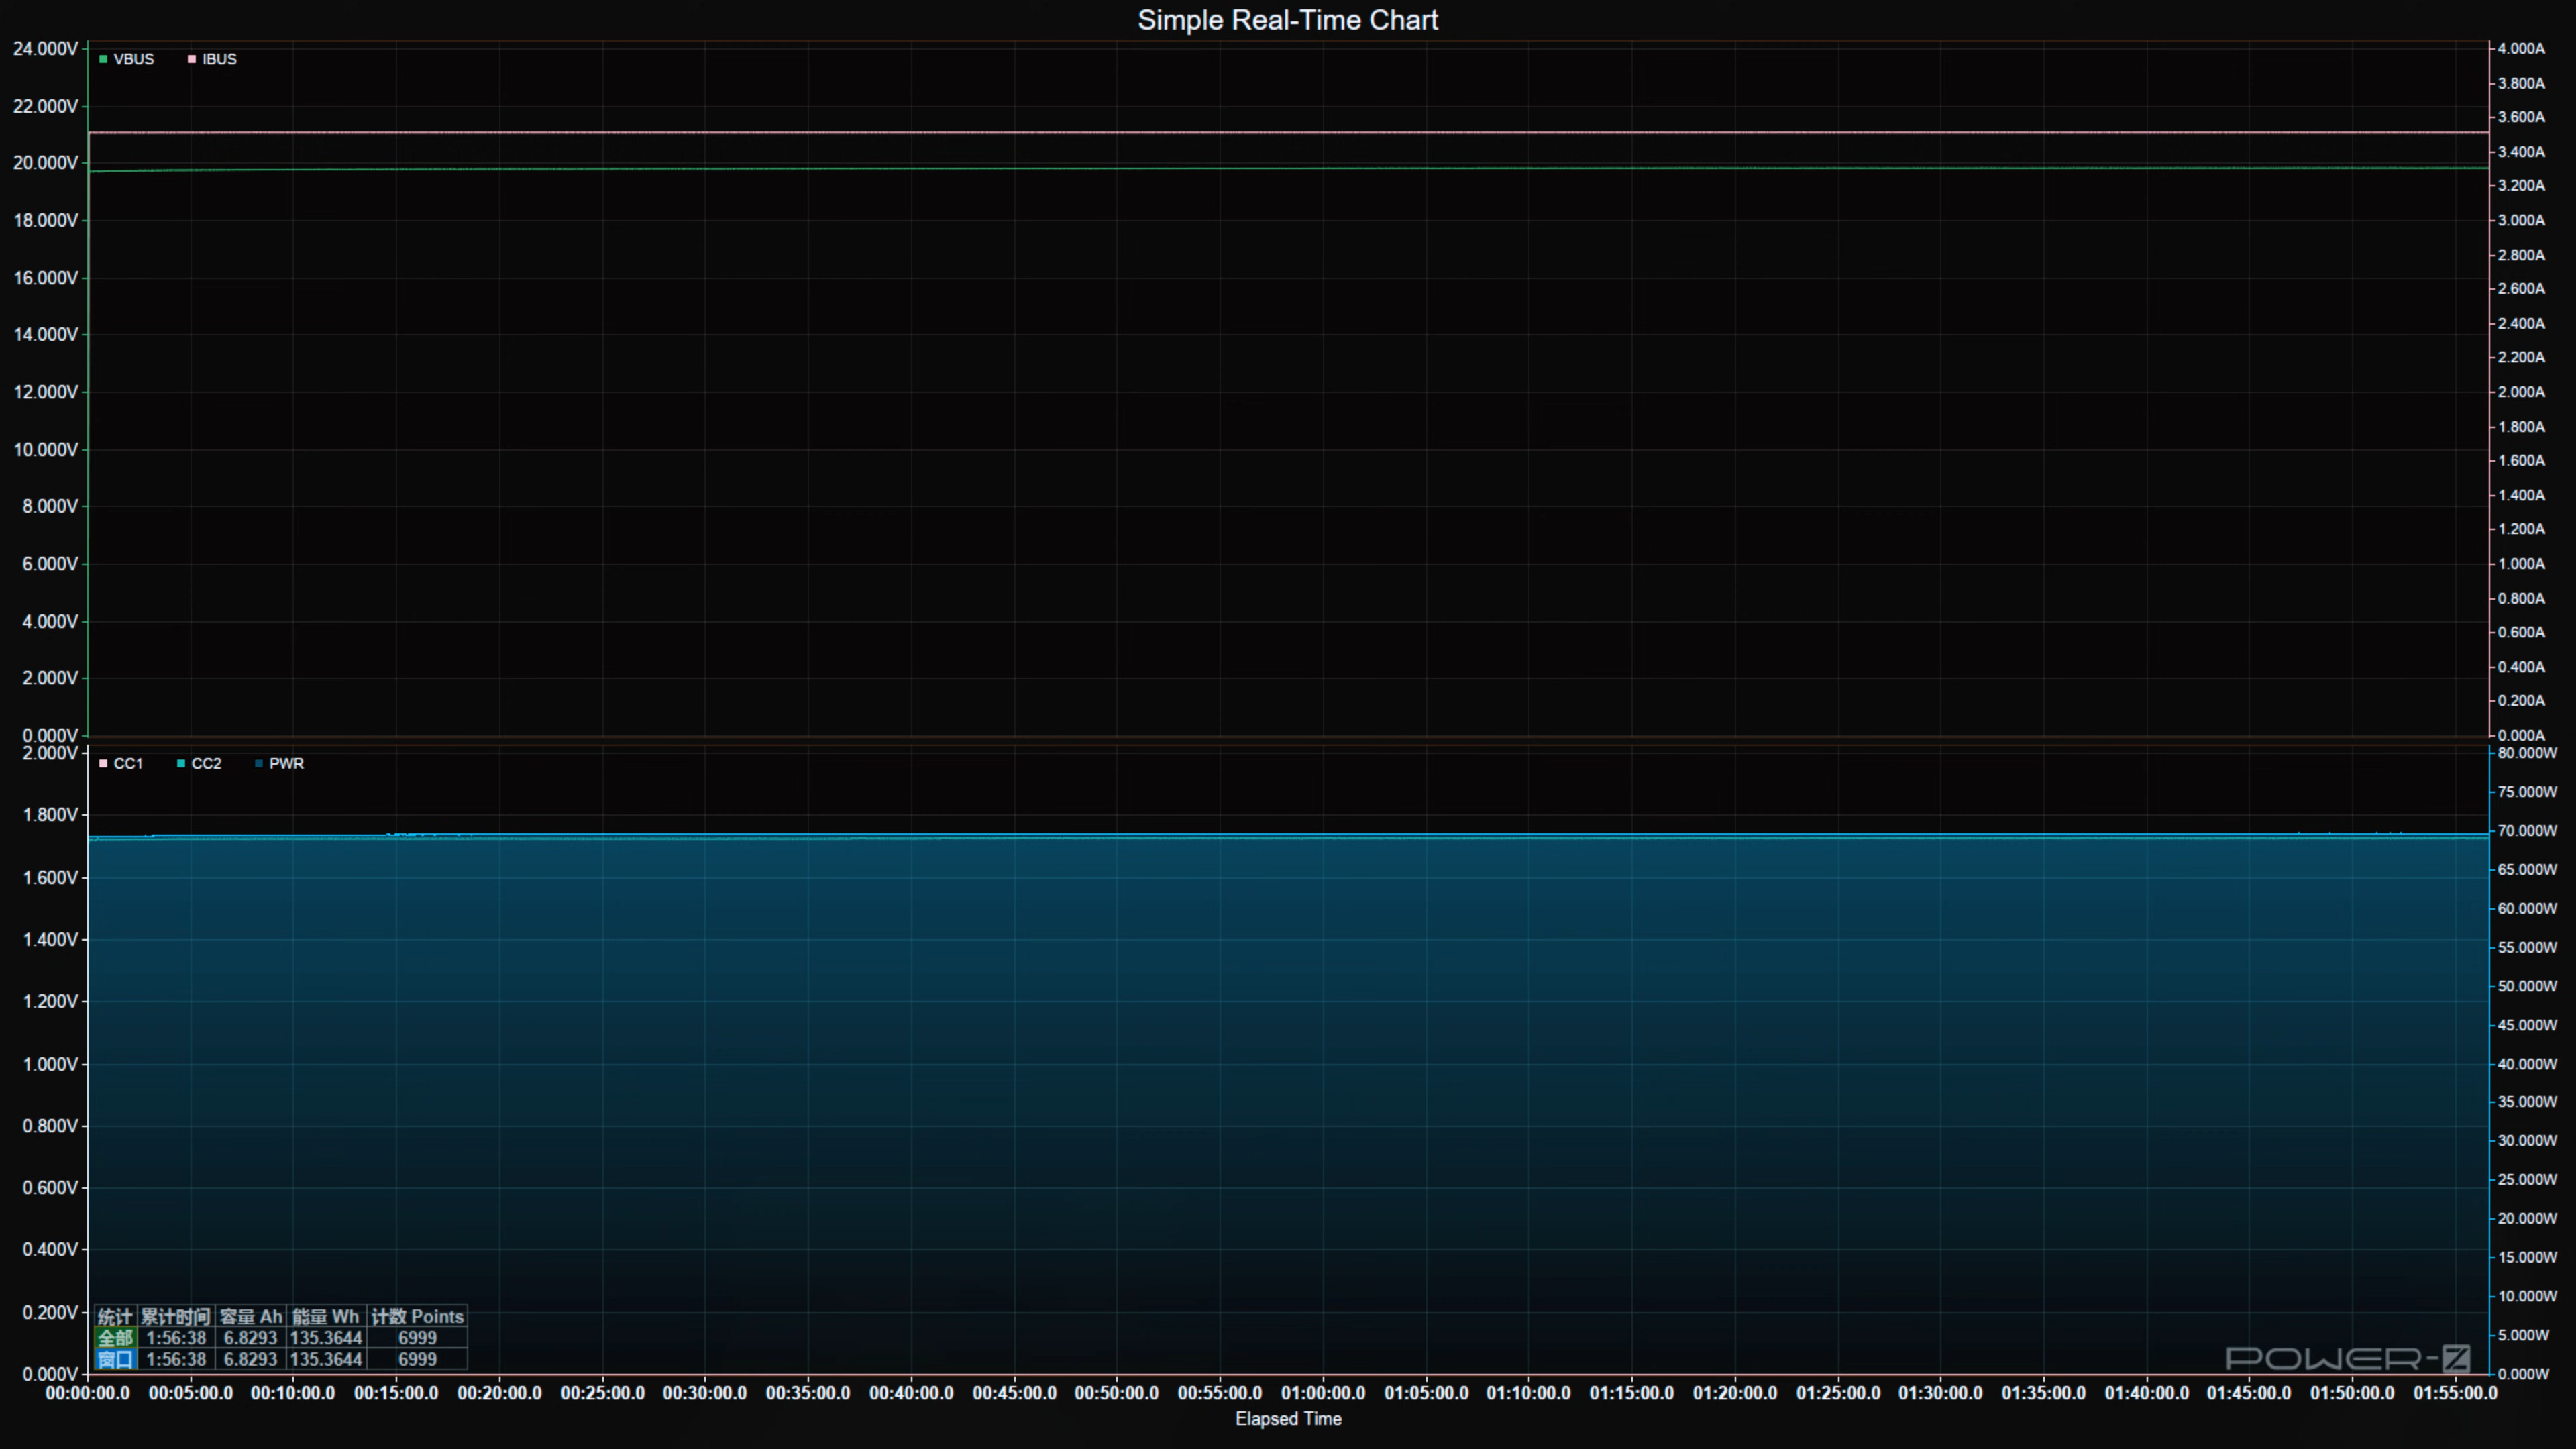 Simple Real-Time Chart
24.000V
22.000V
20.000V
18.000V
16.000V
14.000V
12.000V
10.000V
8.000V
6.000V
4.000V
2.000V
0.000V
VBUS IBUS
4.000A
3.800A
3.600A
3.400A
3.200A
3.000A
2.800A
2.600A
2.400A
2.200A
2.000A
1.800A
1.600A
1.400A
1.200A
1.000A
0.800A
0.600A
0.400A
0.200A
0.000A
2.000V
1.800V
1.600V
1.400V
1.200V
1.000V
0.800V
0.600V
0.400V
0.200V
0.000V
CC1 CC2 PWR
80.000W
75.000W
70.000W
65.000W
60.000W
55.000W
50.000W
45.000W
40.000W
35.000W
30.000W
25.000W
20.000W
15.000W
10.000W
5.000W
0.000W
统计 累计时间 容量 Ah 能量 Wh 计数 Points
全部 1:56:38 6.8293 135.3644 6999
窗口 1:56:38 6.8293 135.3644 6999
POWER-Z
00:00:00.0 00:05:00.0 00:10:00.0 00:15:00.0 00:20:00.0 00:25:00.0 00:30:00.0 00:35:00.0 00:40:00.0 00:45:00.0 00:50:00.0 00:55:00.0 01:00:00.0 01:05:00.0 01:10:00.0 01:15:00.0 01:20:00.0 01:25:00.0 01:30:00.0 01:35:00.0 01:40:00.0 01:45:00.0 01:50:00.0 01:55:00.0
Elapsed Time